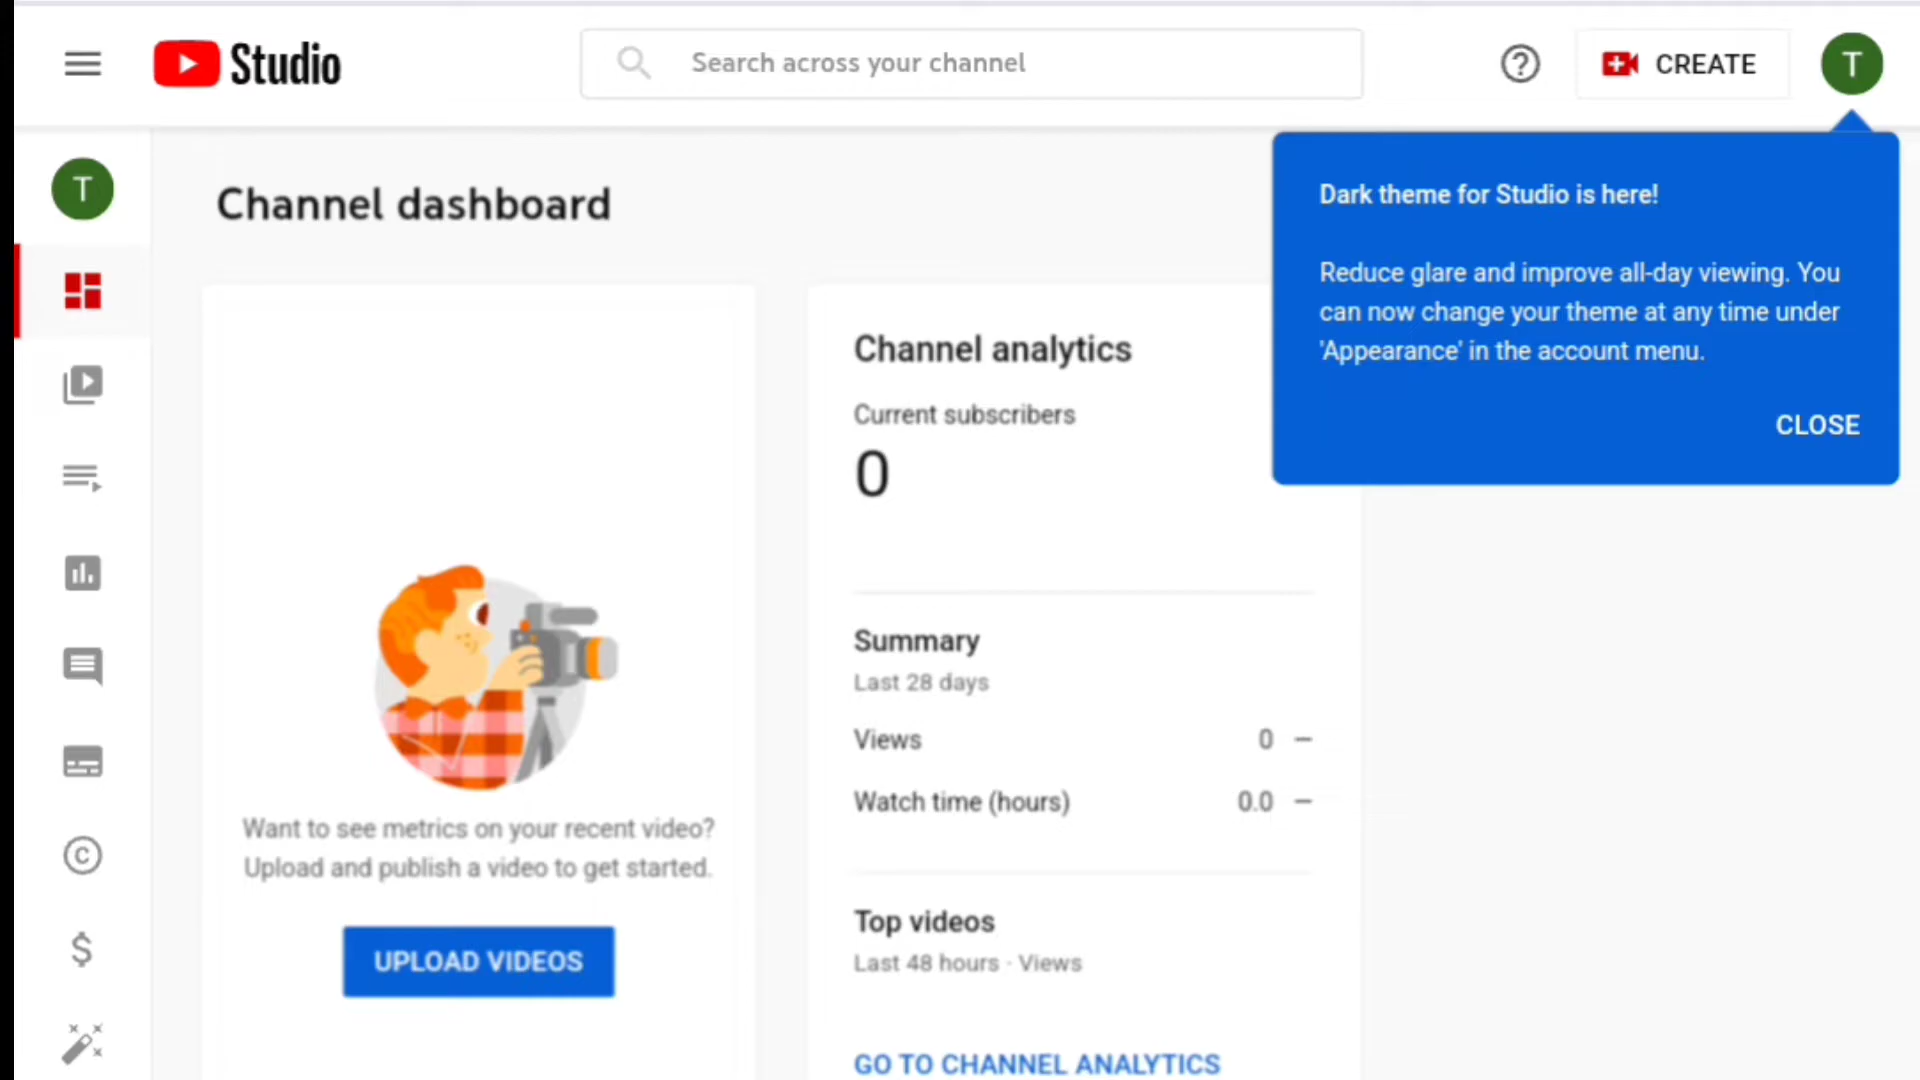 Studio
Search across your channel
CREATE
T
T
Channel dashboard
Dark theme for Studio is here!
Reduce glare and improve all-day viewing. You
can now change your theme at any time under
'Appearance' in the account menu.
CLOSE
Want to see metrics on your recent video?
Upload and publish a video to get started.
UPLOAD VIDEOS
Channel analytics
Current subscribers
0
Summary
Last 28 days
Views 0 —
Watch time (hours) 0.0 —
Top videos
Last 48 hours · Views
GO TO CHANNEL ANALYTICS